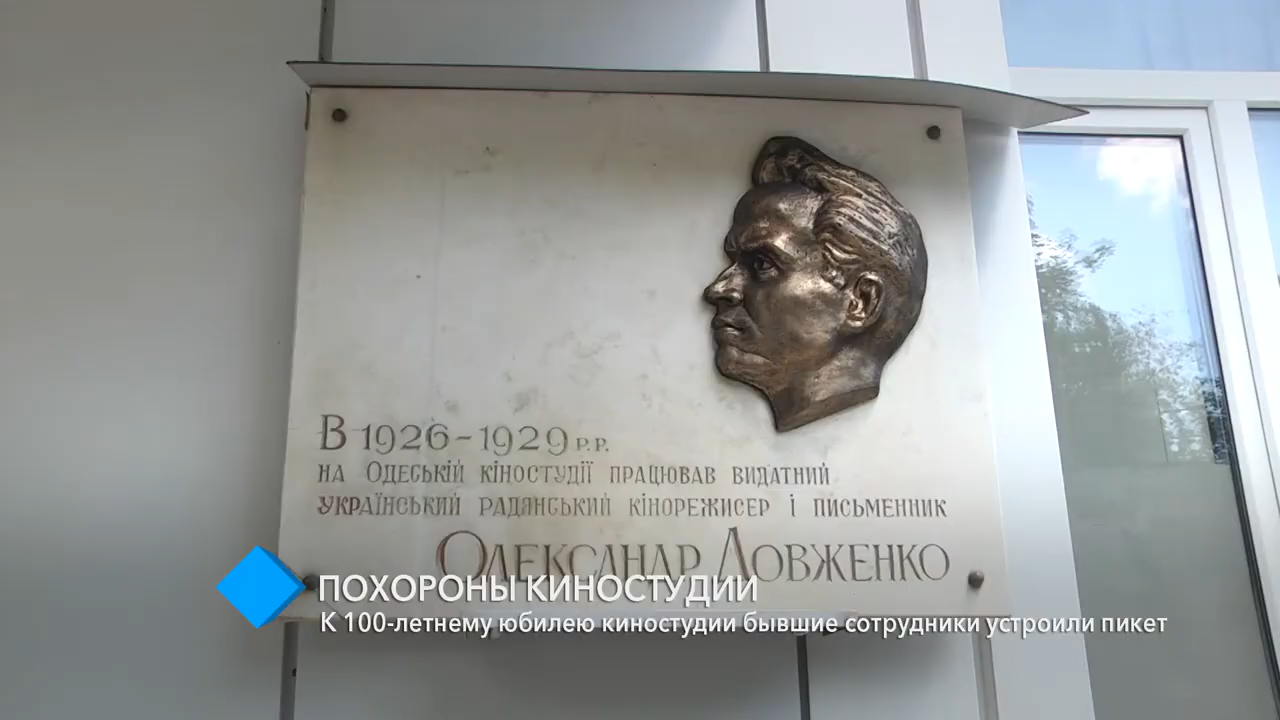 В 1926-1929 Р.Р.
НА ОДЕСЬКІЙ КІНОСТУДІЇ ПРАЦЮВАВ ВИДАТНИЙ
УКРАЇНСЬКИЙ РАДЯНСЬКИЙ КІНОРЕЖИСЕР І ПИСЬМЕННИК
ОЛЕКСАНДР ДОВЖЕНКО
ПОХОРОНЫ КИНОСТУДИИ
К 100-летнему юбилею киностудии бывшие сотрудники устроили пикет